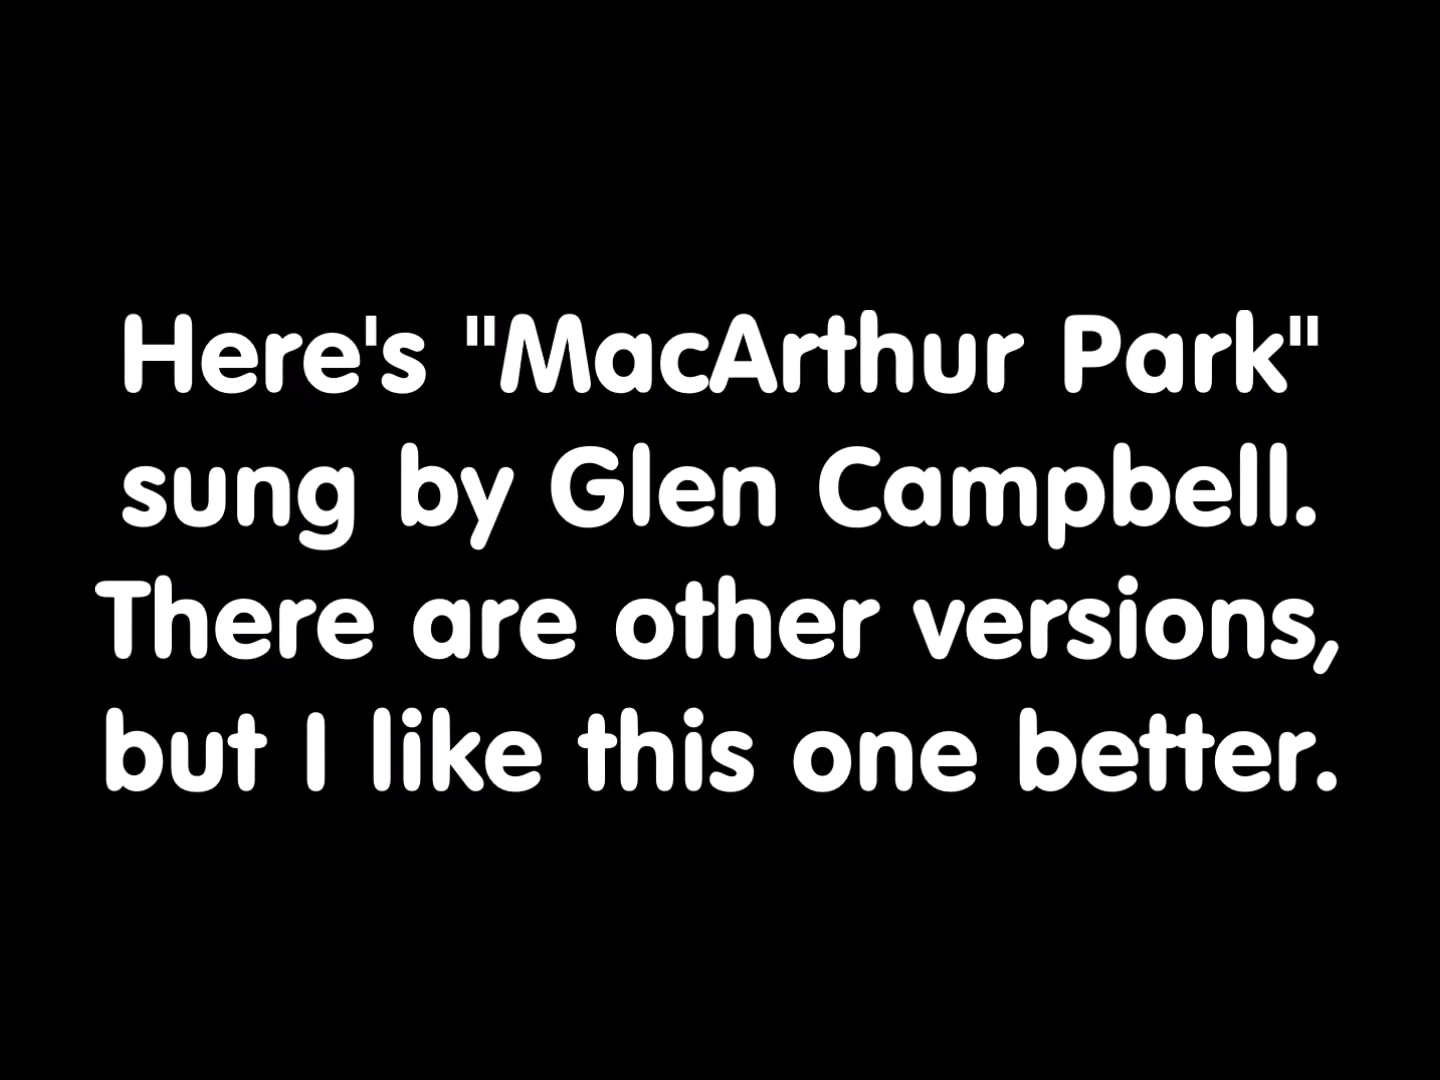 Here's "MacArthur Park"
sung by Glen Campbell.
There are other versions,
but I like this one better.